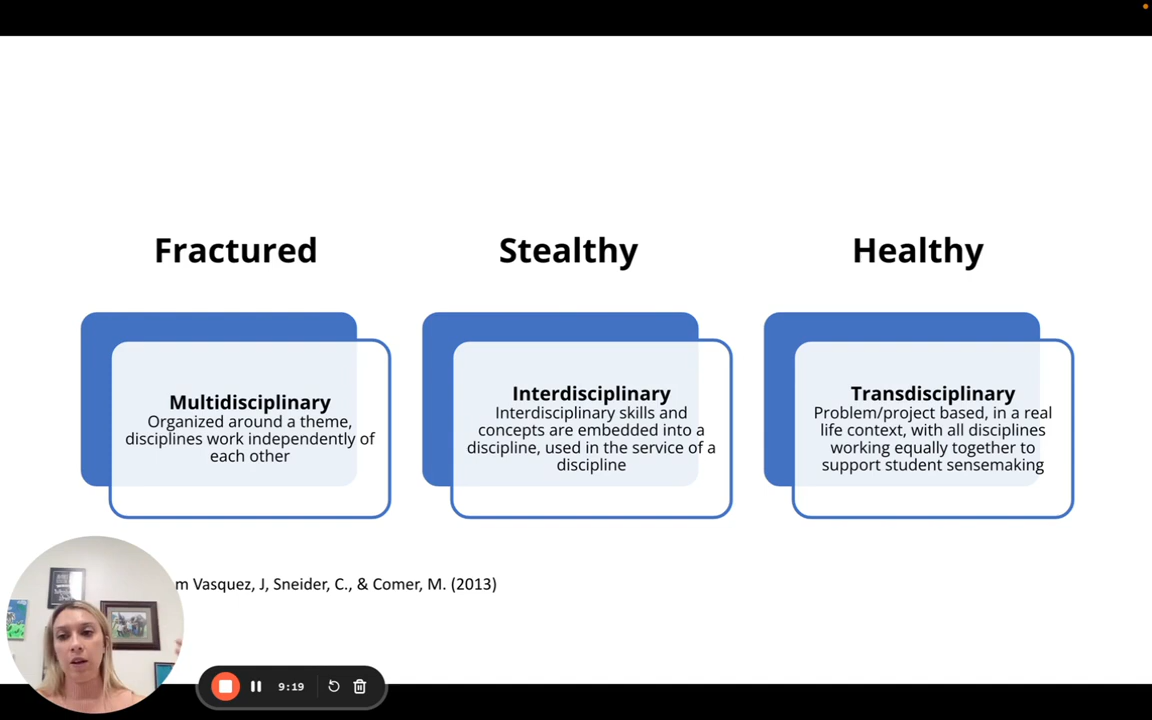 Fractured
Stealthy
Healthy
Multidisciplinary
Organized around a theme,
disciplines work independently of
each other
Interdisciplinary
Interdisciplinary skills and
concepts are embedded into a
discipline, used in the service of a
discipline
Transdisciplinary
Problem/project based, in a real
life context, with all disciplines
working equally together to
support student sensemaking
m Vasquez, J, Sneider, C., & Comer, M. (2013)
9:19